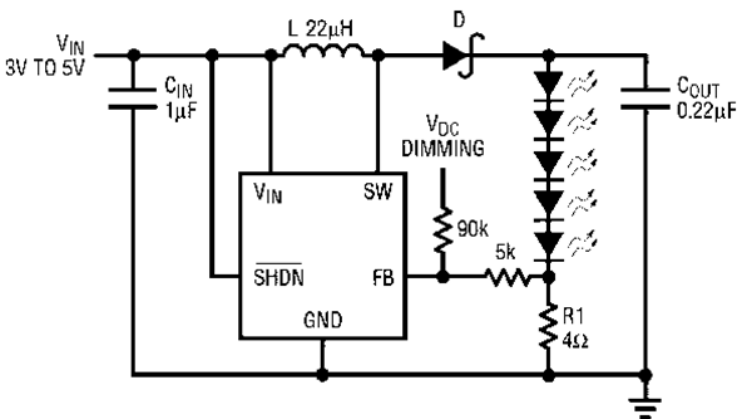 L 22µH
D
VIN
3V TO 5V
CIN
1µF
COUT
0.22µF
VDC
DIMMING
VIN
SW
90k
5k
SHDN
FB
GND
R1
4Ω